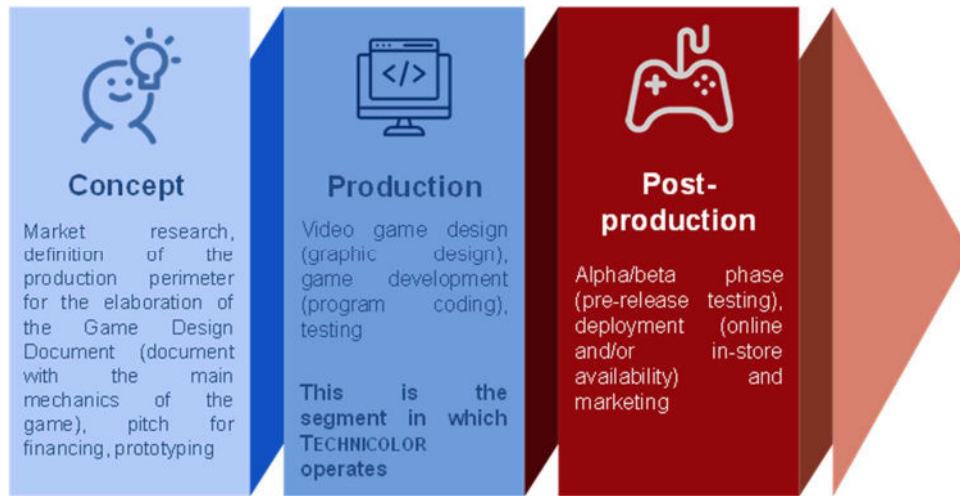 </>
Concept
Market research,
definition of the
production perimeter
for the elaboration of
the Game Design
Document (document
with the main
mechanics of the
game), pitch for
financing, prototyping
Production
Video game design
(graphic design),
game development
(program coding),
testing
This is the
segment in which
TECHNICOLOR
operates
Post-
production
Alpha/beta phase
(pre-release testing),
deployment (online
and/or in-store
availability) and
marketing